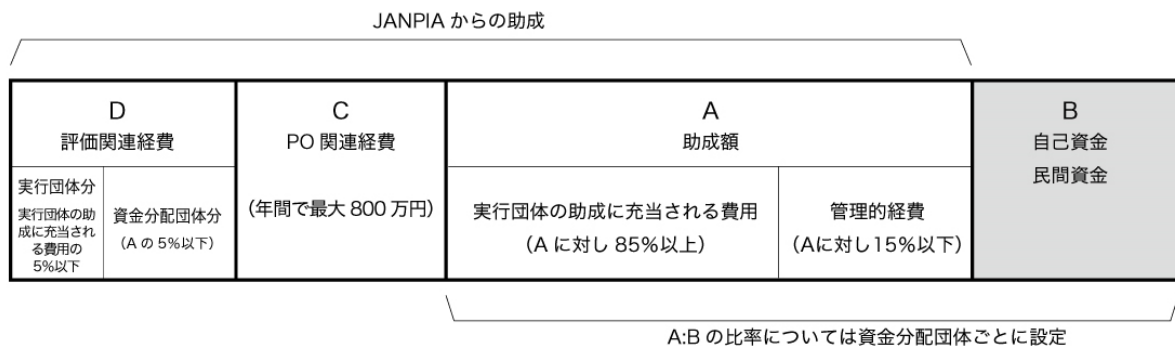 JANPIA からの助成
D
評価関連経費
実行団体分
実行団体の助
成に充当され
る費用の
5%以下
資金分配団体分
（A の 5%以下）
C
PO 関連経費
（年間で最大 800 万円）
A
助成額
実行団体の助成に充当される費用
（A に対し 85%以上）
管理的経費
（Aに対し15%以下）
B
自己資金
民間資金
A:B の比率については資金分配団体ごとに設定